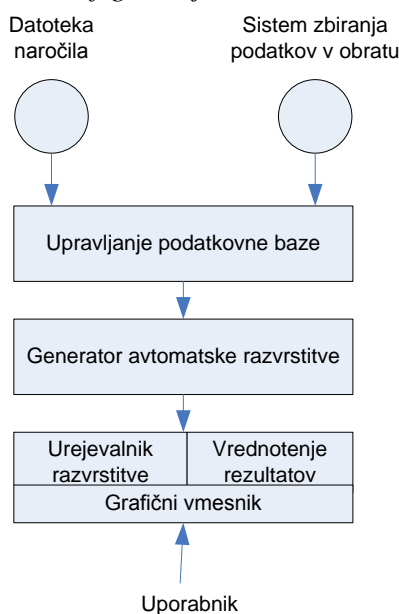 Datoteka
naročila
Sistem zbiranja
podatkov v obratu
Upravljanje podatkovne baze
Generator avtomatske razvrstitve
Urejevalnik
razvrstitve
Vrednotenje
rezultatov
Grafični vmesnik
Uporabnik